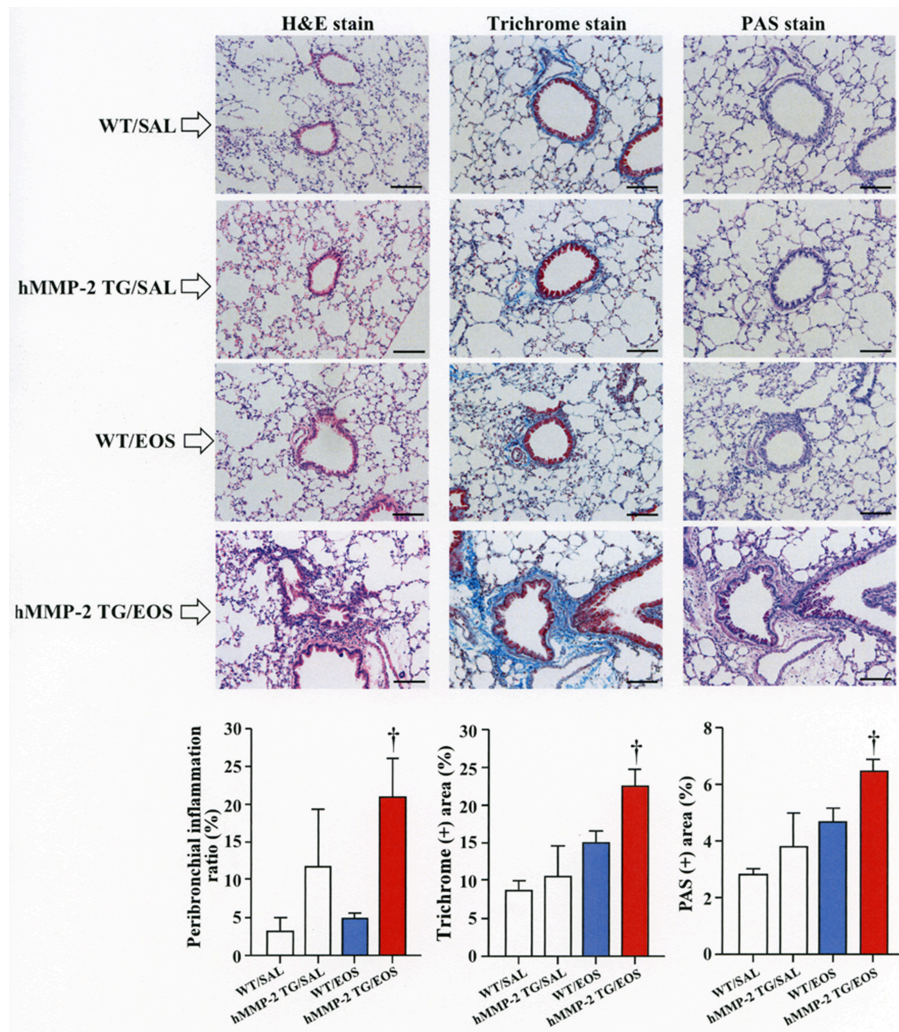 H&E stain Trichrome stain PAS stain
WT/SAL
hMMP-2 TG/SAL
WT/EOS
hMMP-2 TG/EOS
Peribronchial inflammation
ratio (%)
30
25
20
15
10
5
0
†
WT/SAL
hMMP-2 TG/SAL
WT/EOS
hMMP-2 TG/EOS
Trichrome (+) area (%)
30
25
20
15
10
5
0
†
WT/SAL
hMMP-2 TG/SAL
WT/EOS
hMMP-2 TG/EOS
PAS (+) area (%)
8
6
4
2
0
†
WT/SAL
hMMP-2 TG/SAL
WT/EOS
hMMP-2 TG/EOS